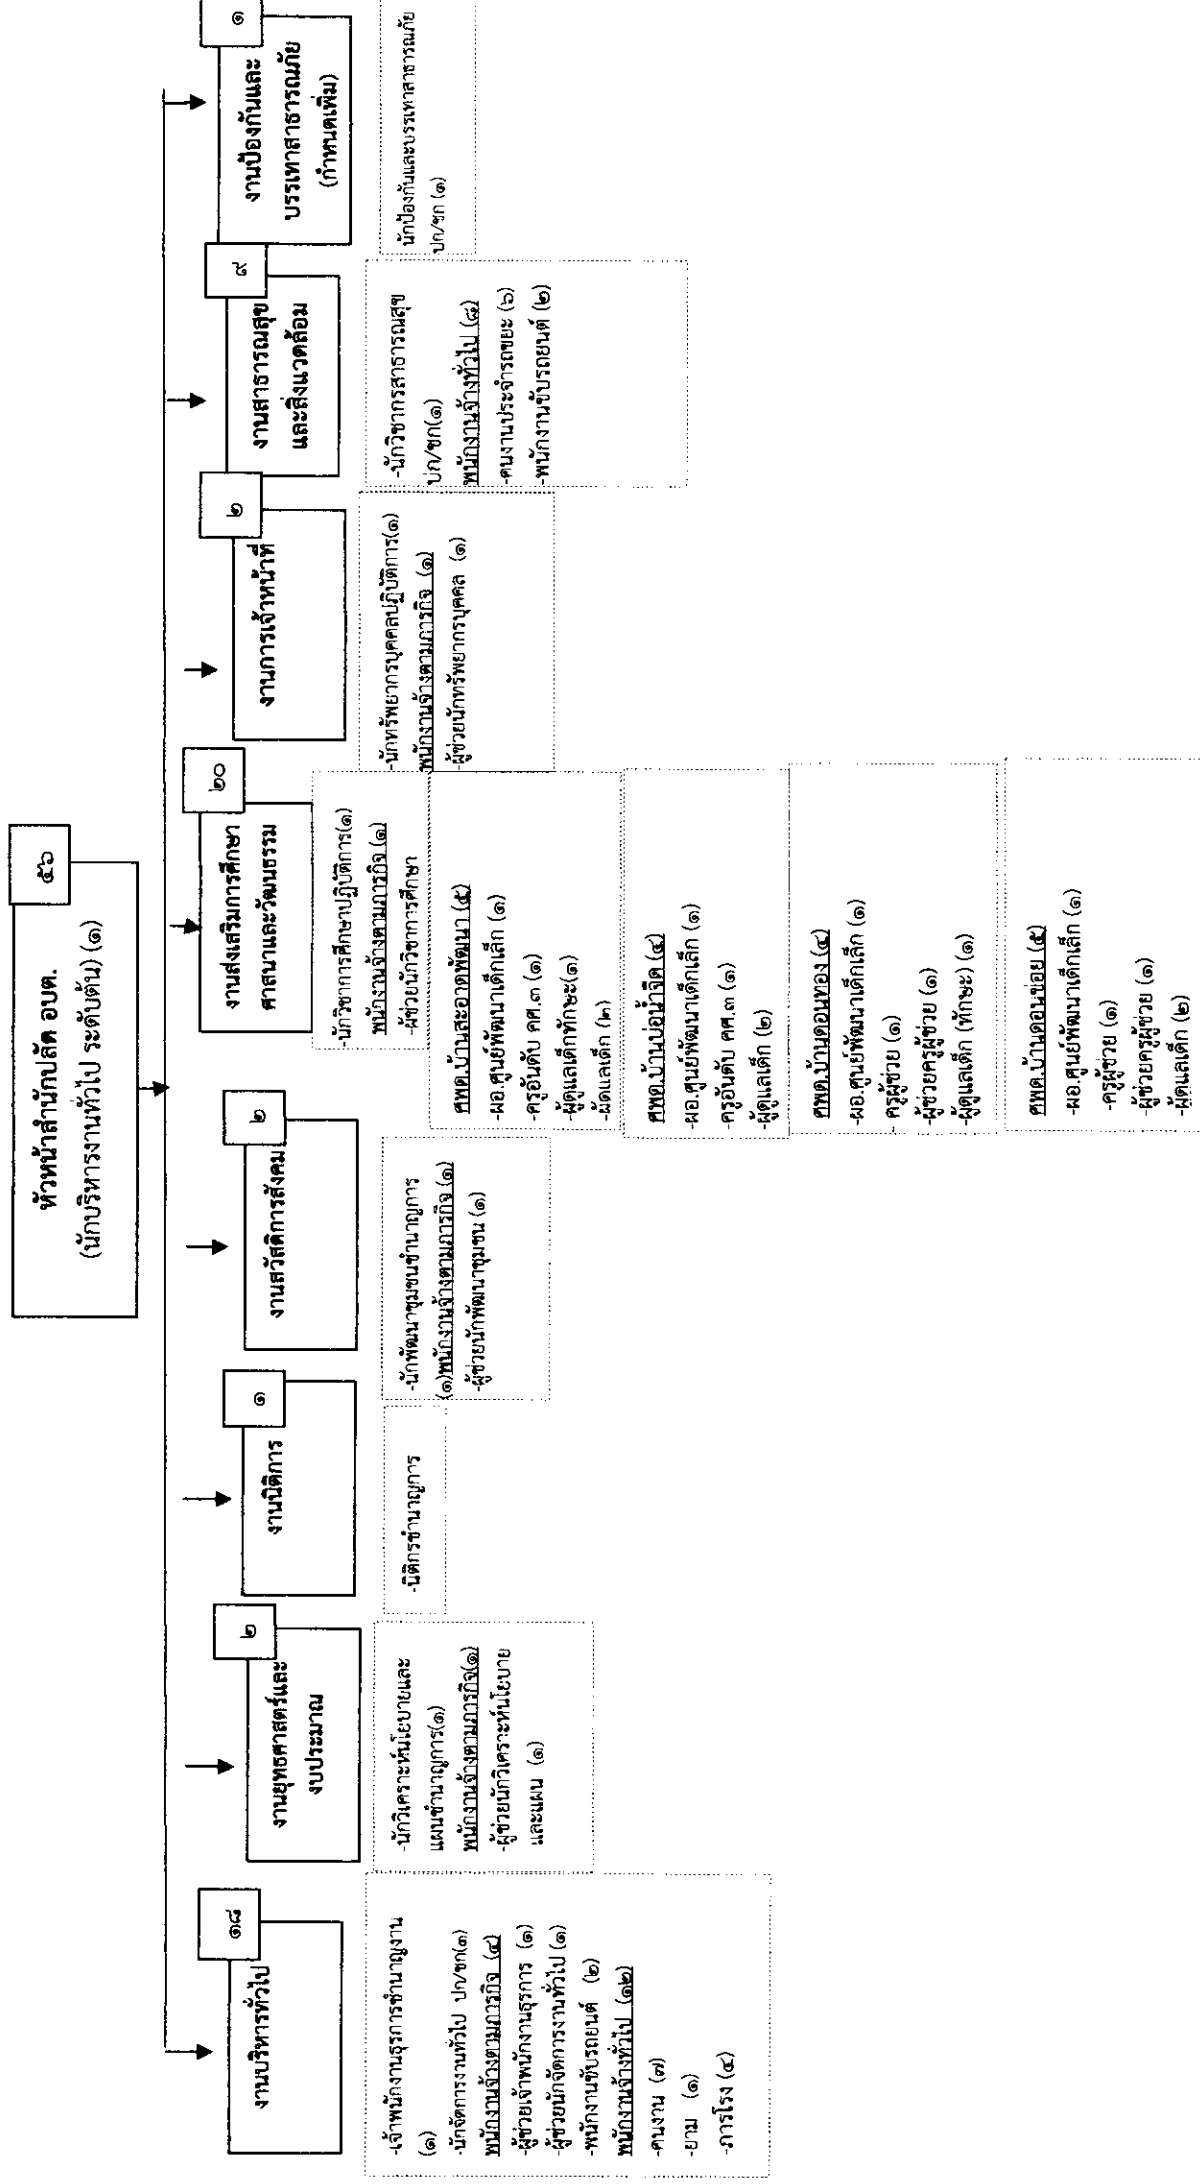 หัวหน้าสำนักปลัด อบต.
(นักบริหารงานทั่วไป ระดับต้น) (๑)
๕๖
งานบริหารทั่วไป
๑๘
-เจ้าพนักงานธุรการชำนาญงาน
(๑)
-นักจัดการงานทั่วไป ปก/ชก(๑)
พนักงานจ้างตามภารกิจ (๔)
-ผู้ช่วยเจ้าพนักงานธุรการ (๑)
-ผู้ช่วยนักจัดการงานทั่วไป (๑)
-พนักงานขับรถยนต์ (๒)
พนักงานจ้างทั่วไป (๑๒)
-คนงาน (๗)
-ยาม (๑)
-ภารโรง (๔)
งานยุทธศาสตร์และ
งบประมาณ
๒
-นักวิเคราะห์นโยบายและ
แผนชำนาญการ(๑)
พนักงานจ้างตามภารกิจ(๑)
-ผู้ช่วยนักวิเคราะห์นโยบาย
และแผน (๑)
งานนิติการ
๑
-นิติกรชำนาญการ
งานสวัสดิการสังคม
๒
-นักพัฒนาชุมชนชำนาญการ
(๑)พนักงานจ้างตามภารกิจ (๑)
-ผู้ช่วยนักพัฒนาชุมชน (๑)
งานส่งเสริมการศึกษา
ศาสนาและวัฒนธรรม
๒๐
-นักวิชาการศึกษาปฏิบัติการ(๑)
พนักงานจ้างตามภารกิจ (๑)
-ผู้ช่วยนักวิชาการศึกษา
ศพด.บ้านสะอาดพัฒนา (๕)
-ผอ.ศูนย์พัฒนาเด็กเล็ก (๑)
-ครูอันดับ คศ.๓ (๑)
-ผู้ดูแลเด็กทักษะ(๑)
-ผู้ดูแลเด็ก (๒)
ศพด.บ้านบ่อน้ำจืด (๔)
-ผอ.ศูนย์พัฒนาเด็กเล็ก (๑)
-ครูอันดับ คศ.๓ (๑)
-ผู้ดูแลเด็ก (๒)
ศพด.บ้านดอนทอง (๔)
-ผอ.ศูนย์พัฒนาเด็กเล็ก (๑)
-ครูผู้ช่วย (๑)
-ผู้ช่วยครูผู้ช่วย (๑)
-ผู้ดูแลเด็ก (ทักษะ) (๑)
ศพด.บ้านดอนข่อย (๕)
-ผอ.ศูนย์พัฒนาเด็กเล็ก (๑)
-ครูผู้ช่วย (๑)
-ผู้ช่วยครูผู้ช่วย (๑)
-ผู้ดูแลเด็ก (๒)
งานการเจ้าหน้าที่
๒
-นักทรัพยากรบุคคลปฏิบัติการ(๑)
พนักงานจ้างตามภารกิจ (๑)
-ผู้ช่วยนักทรัพยากรบุคคล (๑)
งานสาธารณสุข
และสิ่งแวดล้อม
๙
-นักวิชาการสาธารณสุข
ปก/ชก(๑)
พนักงานจ้างทั่วไป (๘)
-คนงานประจำรถขยะ (๖)
-พนักงานขับรถยนต์ (๒)
งานป้องกันและ
บรรเทาสาธารณภัย
(กำหนดเพิ่ม)
๑
นักป้องกันและบรรเทาสาธารณภัย
ปก/ชก (๑)